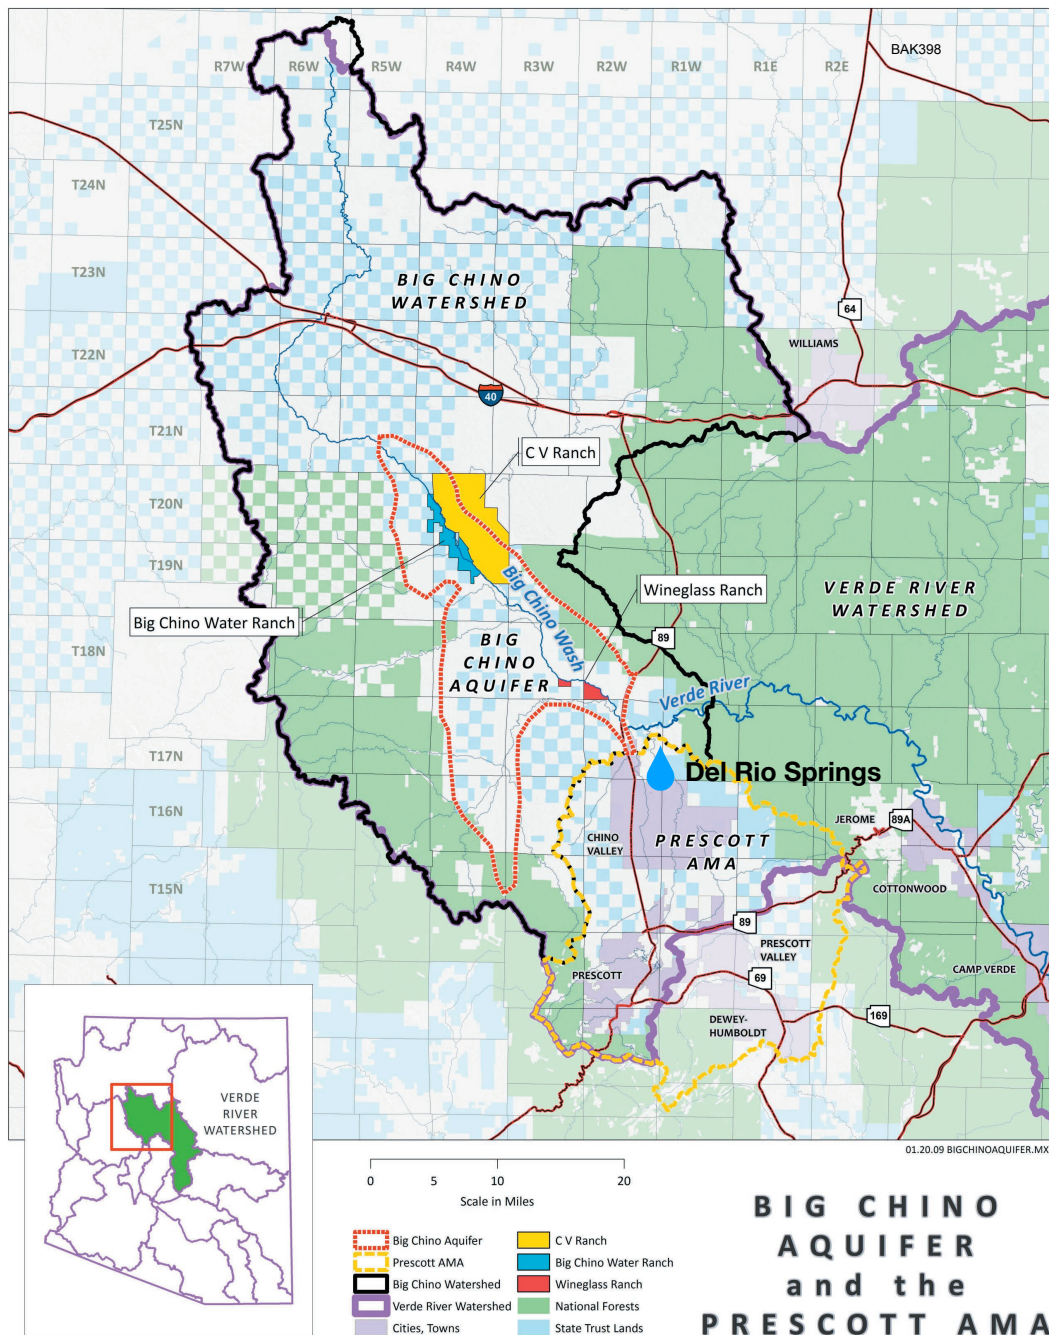 BAK398
R7W
R6W
R5W
R4W
R3W
R2W
R1W
R1E
R2E
T25N
T24N
T23N
T22N
T21N
T20N
T19N
T18N
T17N
T16N
T15N
BIG CHINO
WATERSHED
64
WILLIAMS
40
C V Ranch
Wineglass Ranch
Big Chino Water Ranch
Big Chino Wash
VERDE RIVER
WATERSHED
89
BIG
CHINO
AQUIFER
Verde River
Del Rio Springs
CHINO
VALLEY
PRESCOTT
AMA
JEROME
89A
COTTONWOOD
89
PRESCOTT
VALLEY
PRESCOTT
69
CAMP VERDE
DEWEY-
HUMBOLDT
169
VERDE
RIVER
WATERSHED
01.20.09 BIGCHINOAQUIFER.MX
0 5 10 20
Scale in Miles
Big Chino Aquifer
Prescott AMA
Big Chino Watershed
Verde River Watershed
Cities, Towns
C V Ranch
Big Chino Water Ranch
Wineglass Ranch
National Forests
State Trust Lands
BIG CHINO
AQUIFER
and the
PRESCOTT AMA